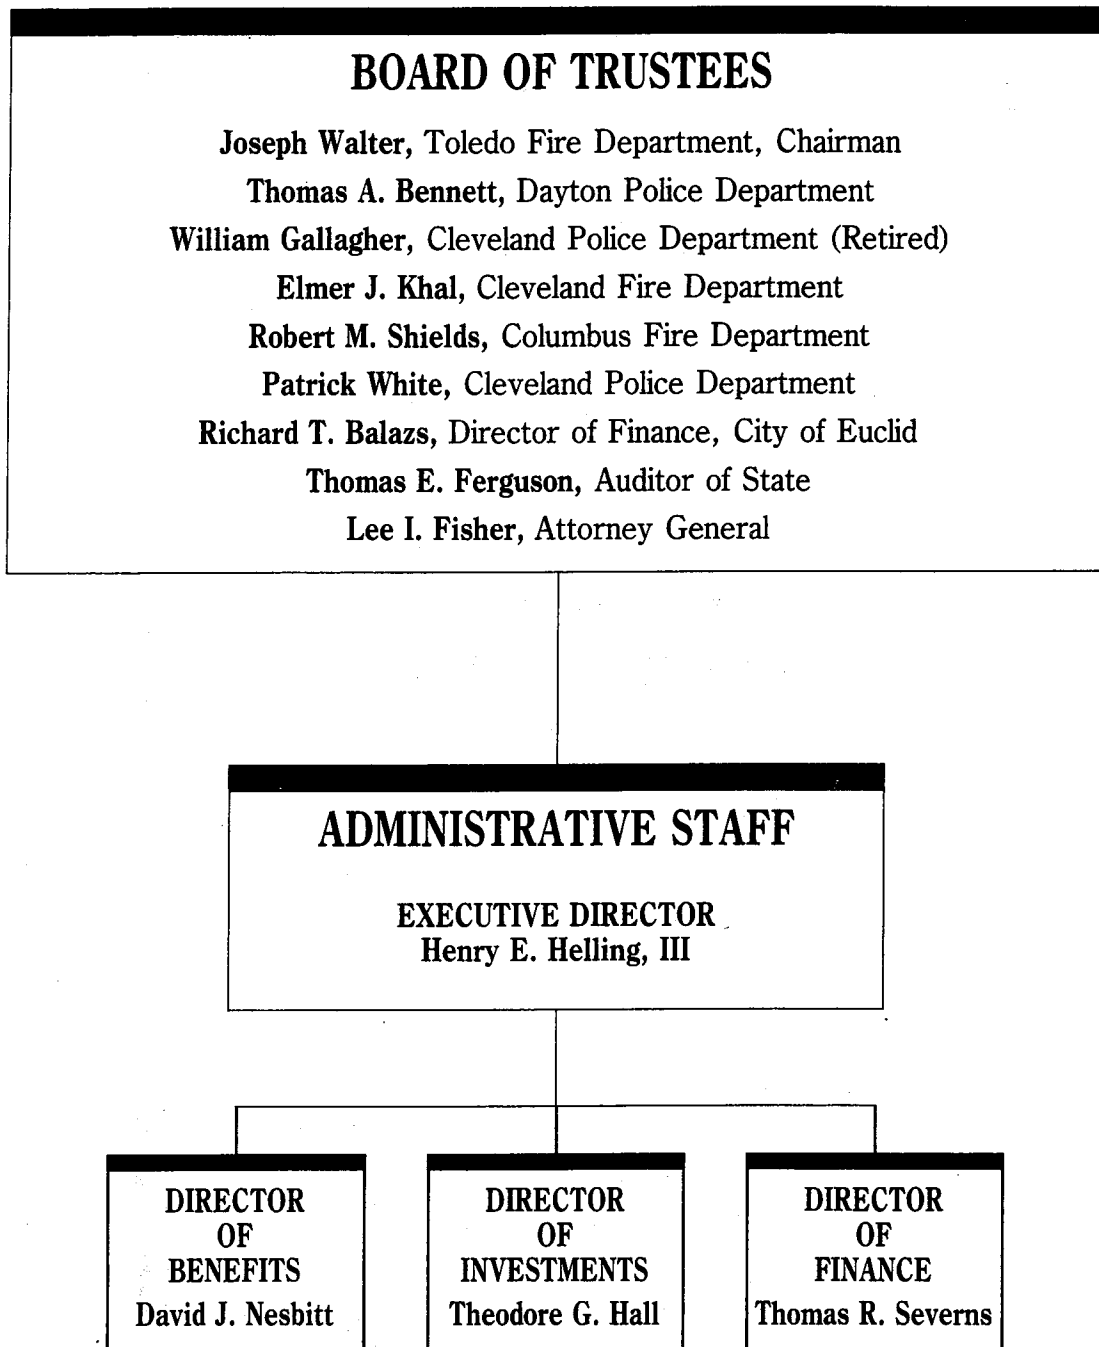 BOARD OF TRUSTEES
Joseph Walter, Toledo Fire Department, Chairman
Thomas A. Bennett, Dayton Police Department
William Gallagher, Cleveland Police Department (Retired)
Elmer J. Khal, Cleveland Fire Department
Robert M. Shields, Columbus Fire Department
Patrick White, Cleveland Police Department
Richard T. Balazs, Director of Finance, City of Euclid
Thomas E. Ferguson, Auditor of State
Lee I. Fisher, Attorney General
ADMINISTRATIVE STAFF
EXECUTIVE DIRECTOR
Henry E. Helling, III
DIRECTOR
OF
BENEFITS
David J. Nesbitt
DIRECTOR
OF
INVESTMENTS
Theodore G. Hall
DIRECTOR
OF
FINANCE
Thomas R. Severns